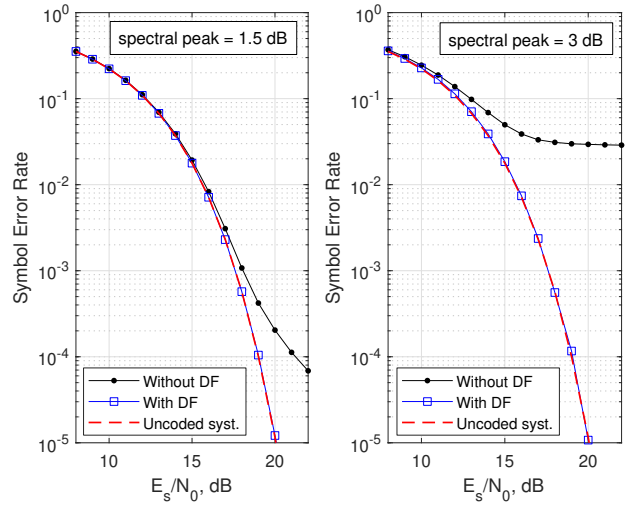 spectral peak = 1.5 dB
Symbol Error Rate
10^0
10^-1
10^-2
10^-3
10^-4
10^-5
Without DF
With DF
Uncoded syst.
10 15 20
E_s/N_0, dB
spectral peak = 3 dB
Symbol Error Rate
10^0
10^-1
10^-2
10^-3
10^-4
10^-5
Without DF
With DF
Uncoded syst.
10 15 20
E_s/N_0, dB